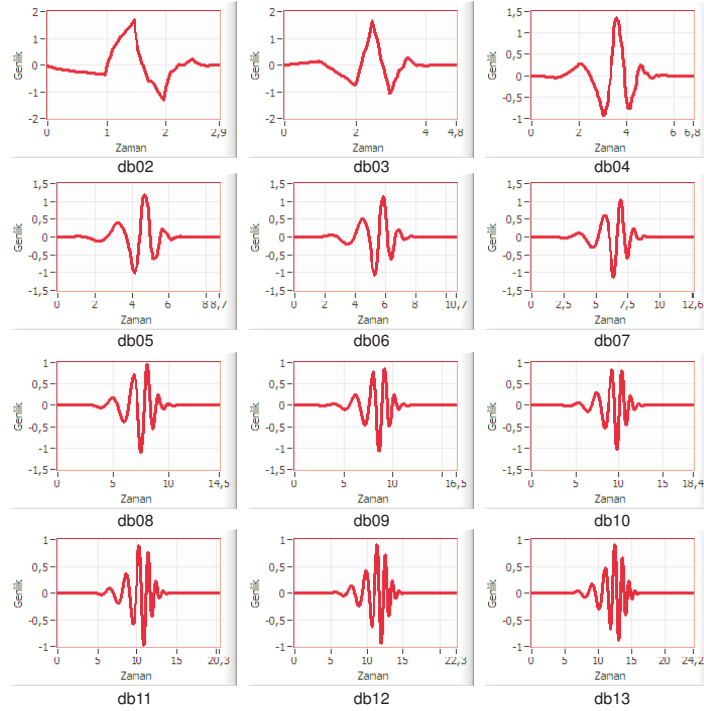 2
1
0
-1
-2
Genlik
0 1 2 2,9
Zaman
db02
2
1
0
-1
-2
Genlik
0 2 4 4,8
Zaman
db03
1,5
1
0,5
0
-0,5
-1
Genlik
0 2 4 6 6,8
Zaman
db04
1,5
1
0,5
0
-0,5
-1
-1,5
Genlik
0 2 4 6 8 8,7
Zaman
db05
1,5
1
0,5
0
-0,5
-1
-1,5
Genlik
0 2 4 6 8 10,7
Zaman
db06
1,5
1
0,5
0
-0,5
-1
-1,5
Genlik
0 2,5 5 7,5 10 12,6
Zaman
db07
1
0,5
0
-0,5
-1
-1,5
Genlik
0 5 10 14,5
Zaman
db08
1
0,5
0
-0,5
-1
-1,5
Genlik
0 5 10 16,5
Zaman
db09
1
0,5
0
-0,5
-1
-1,5
Genlik
0 5 10 15 18,4
Zaman
db10
1
0,5
0
-0,5
-1
Genlik
0 5 10 15 20,3
Zaman
db11
1
0,5
0
-0,5
-1
Genlik
0 5 10 15 22,3
Zaman
db12
1
0,5
0
-0,5
-1
Genlik
0 5 10 15 20 24,2
Zaman
db13